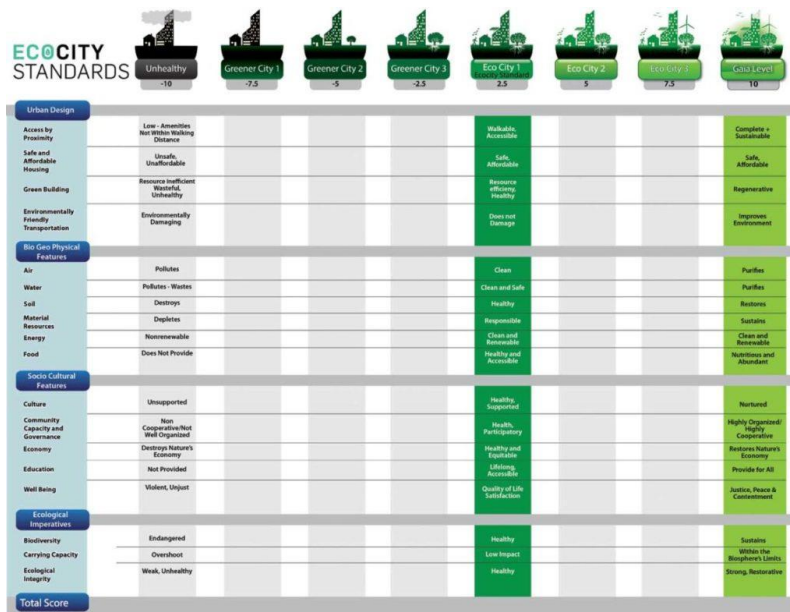 ECOCITY
STANDARDS
Unhealthy
Greener City 1
Greener City 2
Greener City 3
Eco City 1
Ecocity Standard
Eco City 2
Eco City 3
Gaia Level
-10
-7.5
-5
-2.5
2.5
5
7.5
10
Urban Design
Access by
Proximity
Low - Amenities
Not Within Walking
Distance
Walkable,
Accessible
Complete +
Sustainable
Safe and
Affordable
Housing
Unsafe,
Unaffordable
Safe,
Affordable
Safe,
Affordable
Green Building
Resource Inefficient
Wasteful,
Unhealthy
Resource
efficieny,
Healthy
Regenerative
Environmentally
Friendly
Transportation
Environmentally
Damaging
Does not
Damage
Improves
Environment
Bio Geo Physical
Features
Air
Pollutes
Clean
Purifies
Water
Pollutes - Wastes
Clean and Safe
Purifies
Soil
Destroys
Healthy
Restores
Material
Resources
Depletes
Responsible
Sustains
Energy
Nonrenewable
Clean and
Renewable
Clean and
Renewable
Food
Does Not Provide
Healthy and
Accessible
Nutritious and
Abundant
Socio Cultural
Features
Culture
Unsupported
Healthy,
Supported
Nurtured
Community
Capacity and
Governance
Non
Cooperative/Not
Well Organized
Health,
Participatory
Highly Organized/
Highly
Cooperative
Economy
Destroys Nature's
Economy
Healthy and
Equitable
Restores Nature's
Economy
Education
Not Provided
Lifelong,
Accessible
Provide for All
Well Being
Violent, Unjust
Quality of Life
Satisfaction
Justice, Peace &
Contentment
Ecological
Imperatives
Biodiversity
Endangered
Healthy
Sustains
Carrying Capacity
Overshoot
Low Impact
Within the
Biosphere's Limits
Ecological
Integrity
Weak, Unhealthy
Healthy
Strong, Restorative
Total Score